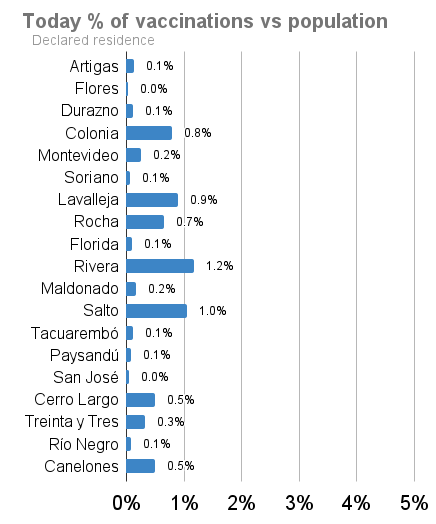 Today % of vaccinations vs population
Declared residence
Artigas 0.1%
Flores 0.0%
Durazno 0.1%
Colonia 0.8%
Montevideo 0.2%
Soriano 0.1%
Lavalleja 0.9%
Rocha 0.7%
Florida 0.1%
Rivera 1.2%
Maldonado 0.2%
Salto 1.0%
Tacuarembó 0.1%
Paysandú 0.1%
San José 0.0%
Cerro Largo 0.5%
Treinta y Tres 0.3%
Río Negro 0.1%
Canelones 0.5%
0% 1% 2% 3% 4% 5%